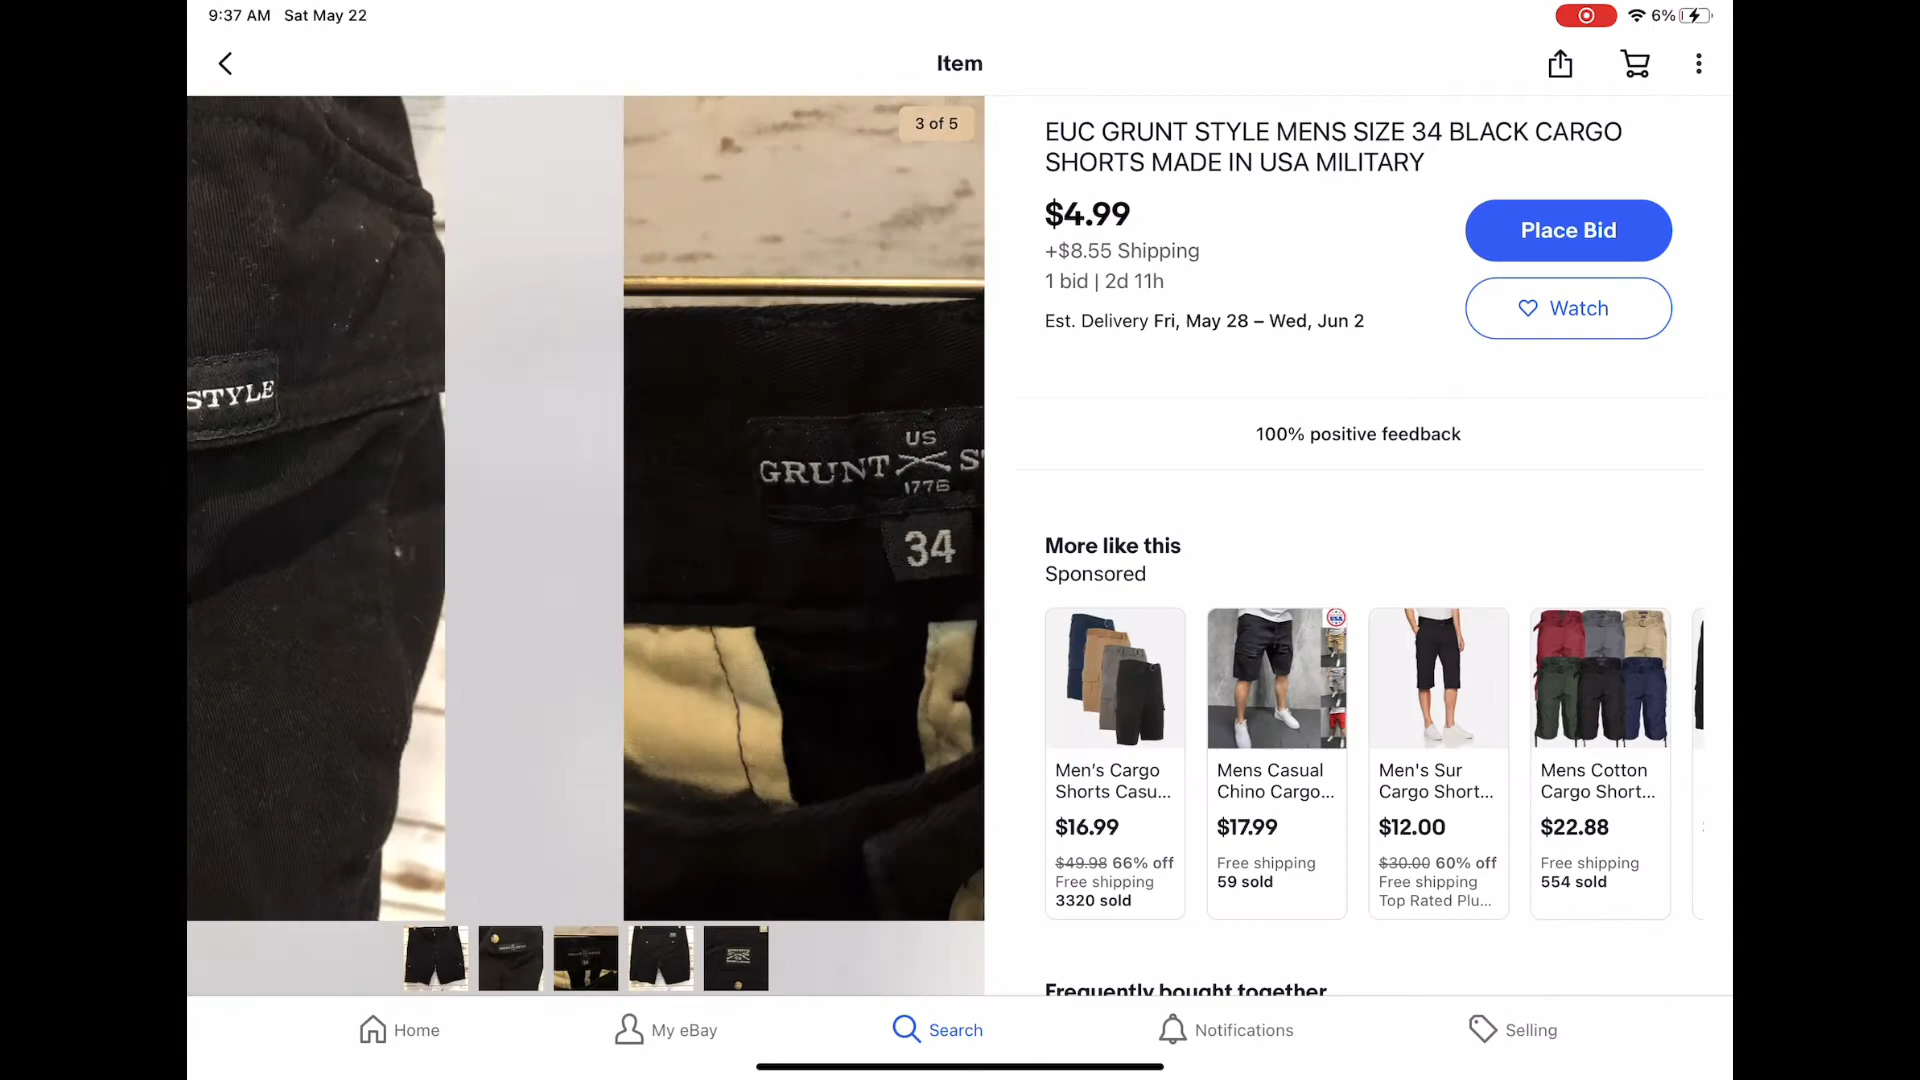 9:37 AM Sat May 22
6%
Item
3 of 5
STYLE
US
GRUNT S
1776
34
EUC GRUNT STYLE MENS SIZE 34 BLACK CARGO
SHORTS MADE IN USA MILITARY
$4.99
+$8.55 Shipping
1 bid | 2d 11h
Est. Delivery Fri, May 28 – Wed, Jun 2
Place Bid
Watch
100% positive feedback
More like this
Sponsored
Men's Cargo
Shorts Casu...
$16.99
$49.98 66% off
Free shipping
3320 sold
Mens Casual
Chino Cargo...
$17.99
Free shipping
59 sold
Men's Sur
Cargo Short...
$12.00
$30.00 60% off
Free shipping
Top Rated Plu...
Mens Cotton
Cargo Short...
$22.88
Free shipping
554 sold
Frequently bought together
Home
My eBay
Search
Notifications
Selling